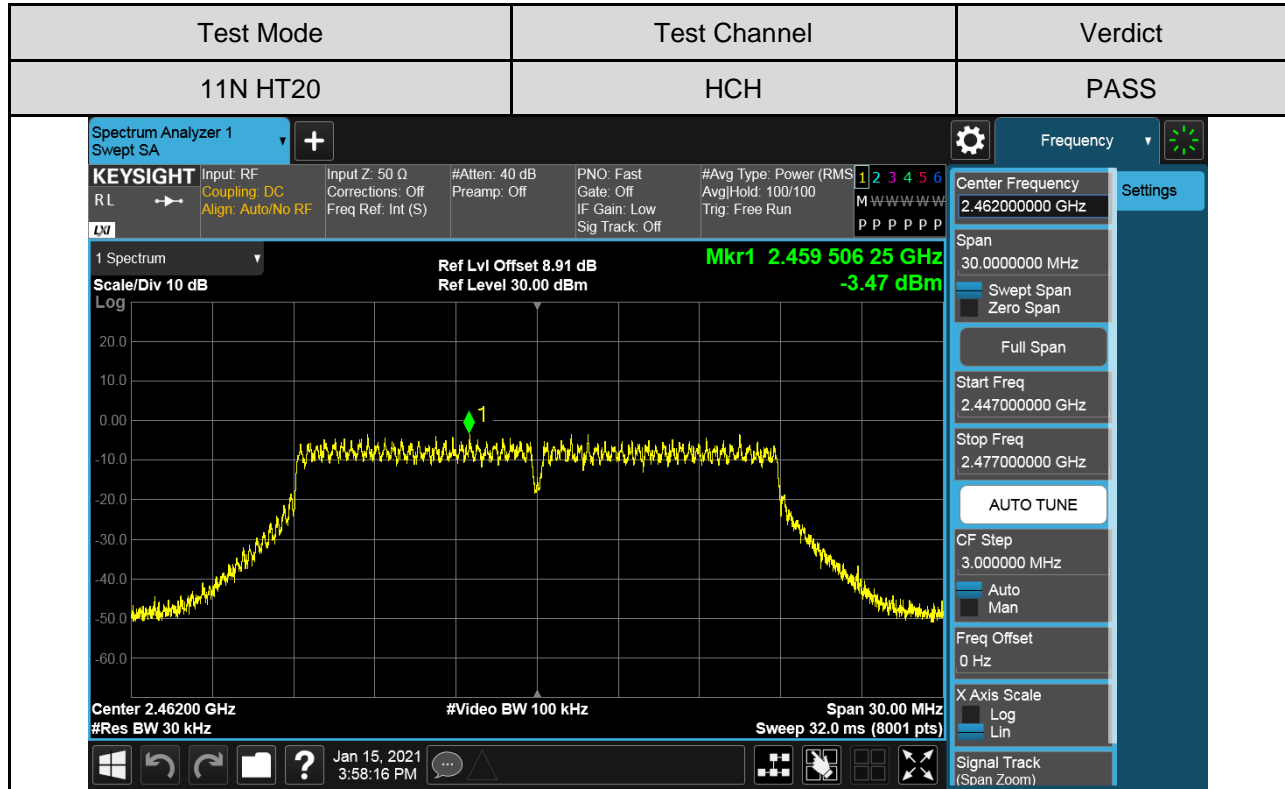 Test Mode Test Channel Verdict
11N HT20 HCH PASS
Spectrum Analyzer 1
Swept SA
+
Frequency
KEYSIGHT
RL
LXI
Input: RF
Coupling: DC
Align: Auto/No RF
Input Z: 50 Ω
Corrections: Off
Freq Ref: Int (S)
#Atten: 40 dB
Preamp: Off
PNO: Fast
Gate: Off
IF Gain: Low
Sig Track: Off
#Avg Type: Power (RMS
Avg|Hold: 100/100
Trig: Free Run
1 2 3 4 5 6
M W W W W W
P P P P P P
1 Spectrum
Scale/Div 10 dB
Log
Ref Lvl Offset 8.91 dB
Ref Level 30.00 dBm
Mkr1 2.459 506 25 GHz
-3.47 dBm
20.0
10.0
0.00
-10.0
-20.0
-30.0
-40.0
-50.0
-60.0
1
Center 2.46200 GHz #Video BW 100 kHz Span 30.00 MHz
#Res BW 30 kHz Sweep 32.0 ms (8001 pts)
Center Frequency
2.462000000 GHz
Settings
Span
30.0000000 MHz
Swept Span
Zero Span
Full Span
Start Freq
2.447000000 GHz
Stop Freq
2.477000000 GHz
AUTO TUNE
CF Step
3.000000 MHz
Auto
Man
Freq Offset
0 Hz
X Axis Scale
Log
Lin
Signal Track
(Span Zoom)
?
Jan 15, 2021
3:58:16 PM